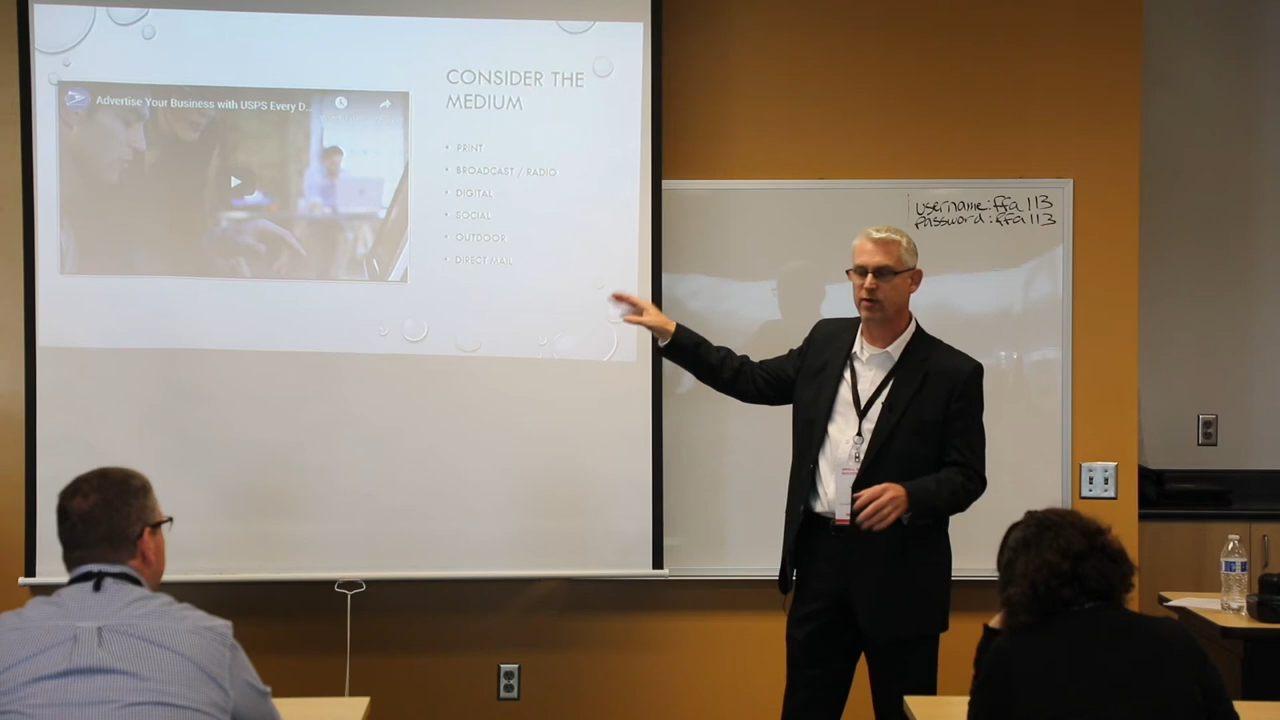 Advertise Your Business with USPS Every D...
CONSIDER THE
MEDIUM
• PRINT
• BROADCAST / RADIO
• DIGITAL
• SOCIAL
• OUTDOOR
• DIRECT MAIL
username: ffa113
password: ffa113